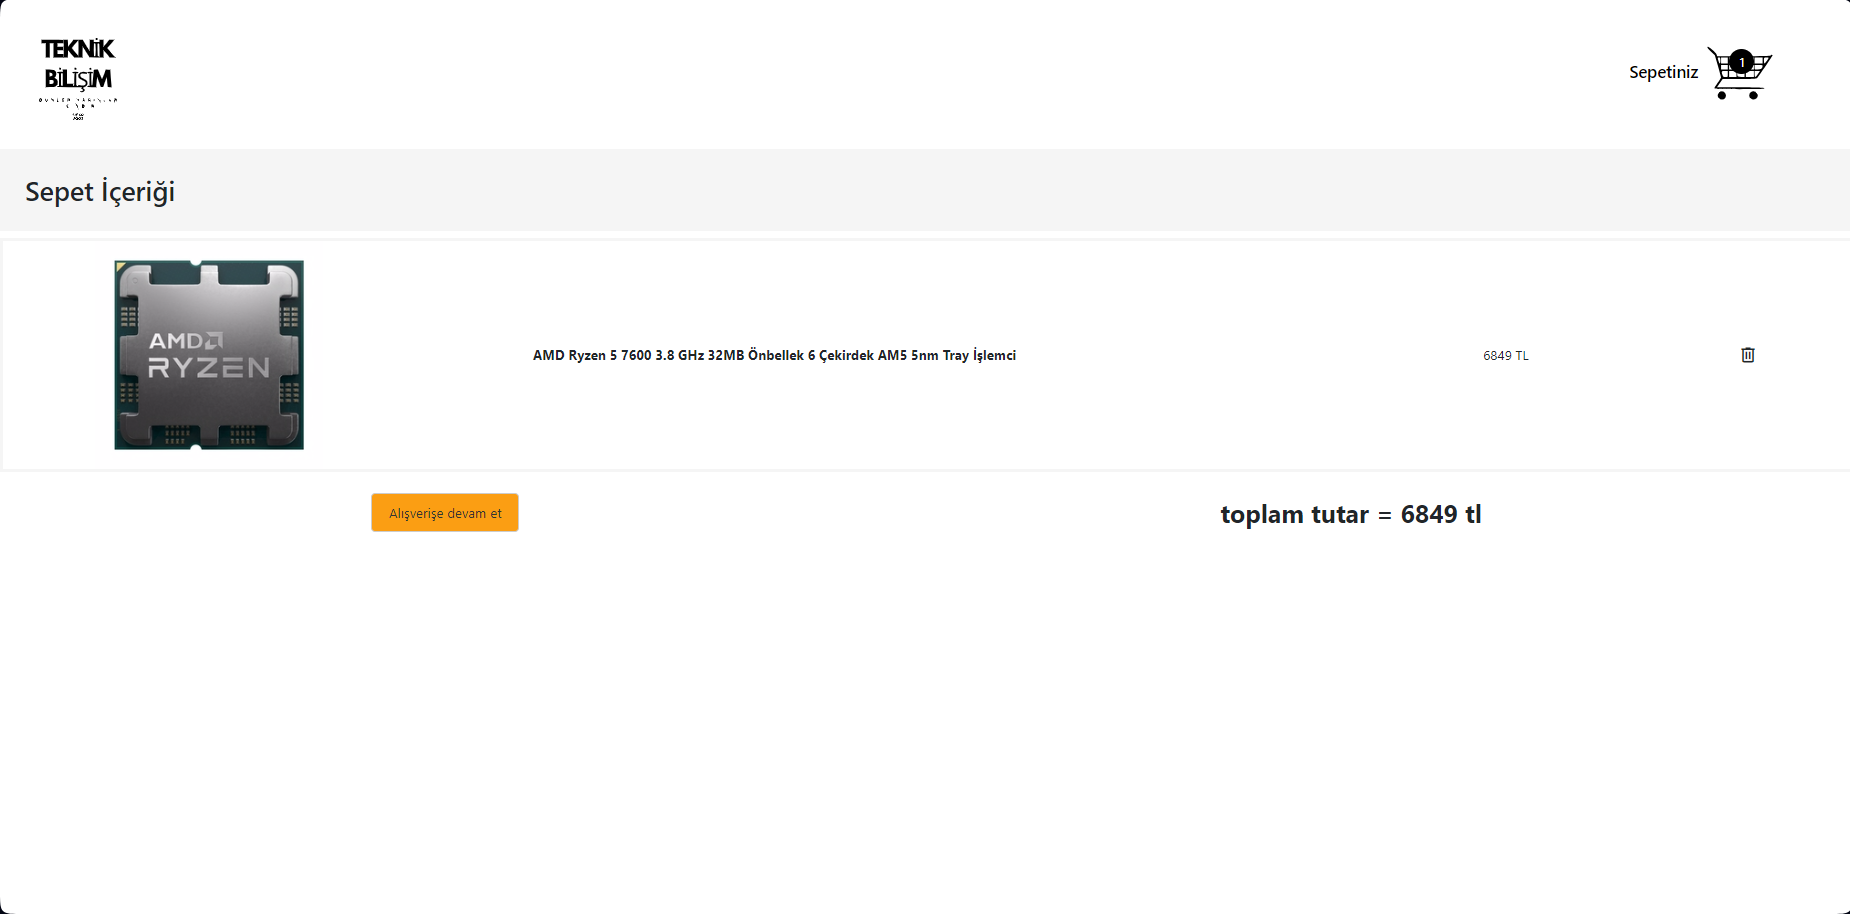 TEKNİK
BİLİŞİM
Sepetiniz
1
Sepet İçeriği
AMD
RYZEN
AMD Ryzen 5 7600 3.8 GHz 32MB Önbellek 6 Çekirdek AM5 5nm Tray İşlemci
6849 TL
Alışverişe devam et
toplam tutar = 6849 tl